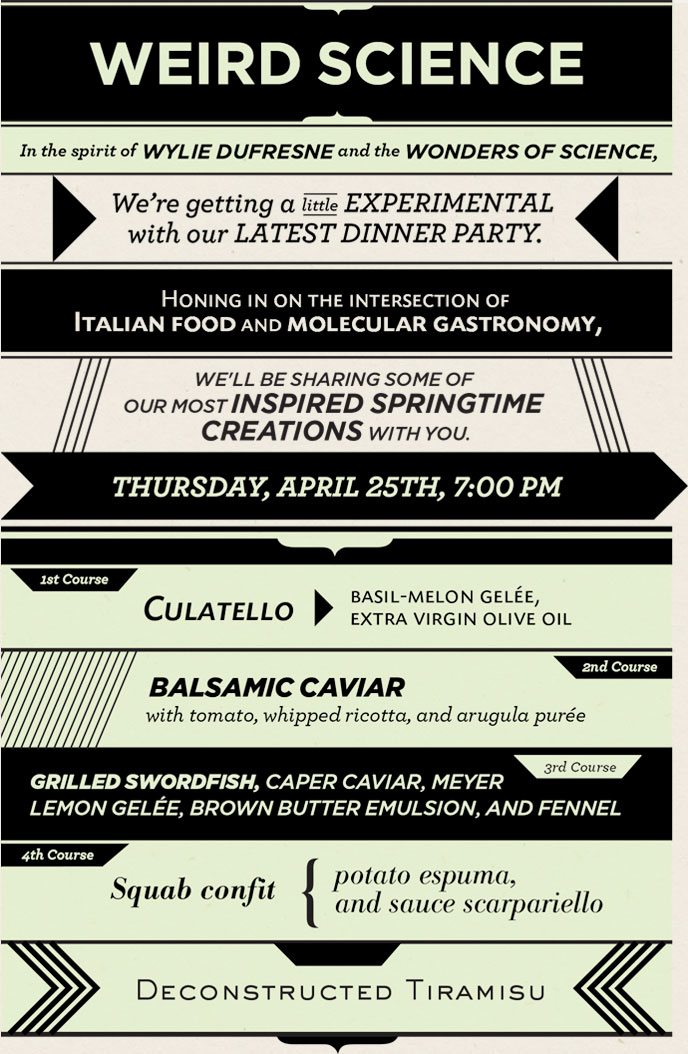 WEIRD SCIENCE
In the spirit of WYLIE DUFRESNE and the WONDERS OF SCIENCE,
We're getting a little EXPERIMENTAL
with our LATEST DINNER PARTY.
HONING IN ON THE INTERSECTION OF
ITALIAN FOOD AND MOLECULAR GASTRONOMY,
WE'LL BE SHARING SOME OF
OUR MOST INSPIRED SPRINGTIME
CREATIONS WITH YOU.
THURSDAY, APRIL 25TH, 7:00 PM
1st Course
CULATELLO
BASIL-MELON GELÉE,
EXTRA VIRGIN OLIVE OIL
2nd Course
BALSAMIC CAVIAR
with tomato, whipped ricotta, and arugula purée
3rd Course
GRILLED SWORDFISH, CAPER CAVIAR, MEYER
LEMON GELÉE, BROWN BUTTER EMULSION, AND FENNEL
4th Course
Squab confit
potato espuma,
and sauce scarpariello
DECONSTRUCTED TIRAMISU